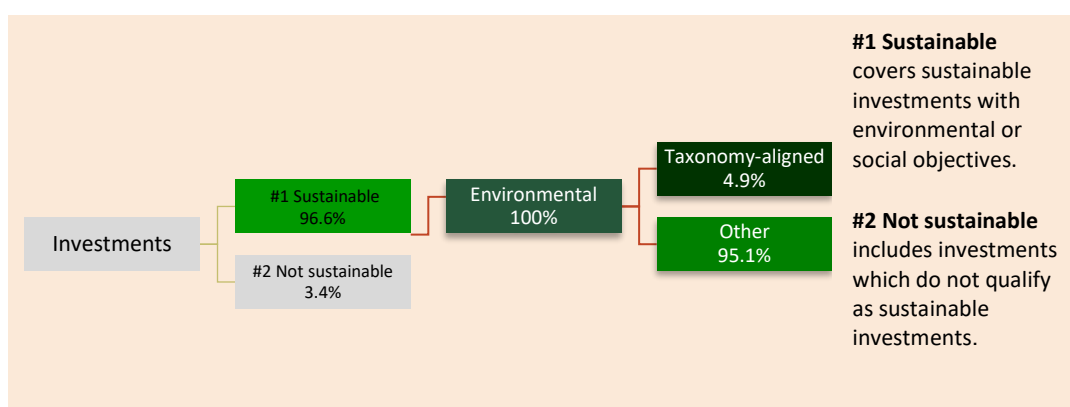 Investments
#1 Sustainable
96.6%
#2 Not sustainable
3.4%
Environmental
100%
Taxonomy-aligned
4.9%
Other
95.1%
#1 Sustainable
covers sustainable
investments with
environmental or
social objectives.
#2 Not sustainable
includes investments
which do not qualify
as sustainable
investments.